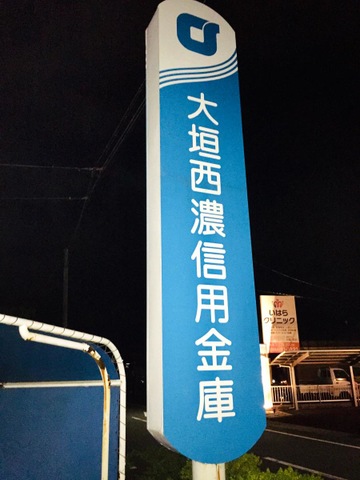 大垣西濃信用金庫
いはら
クリニック